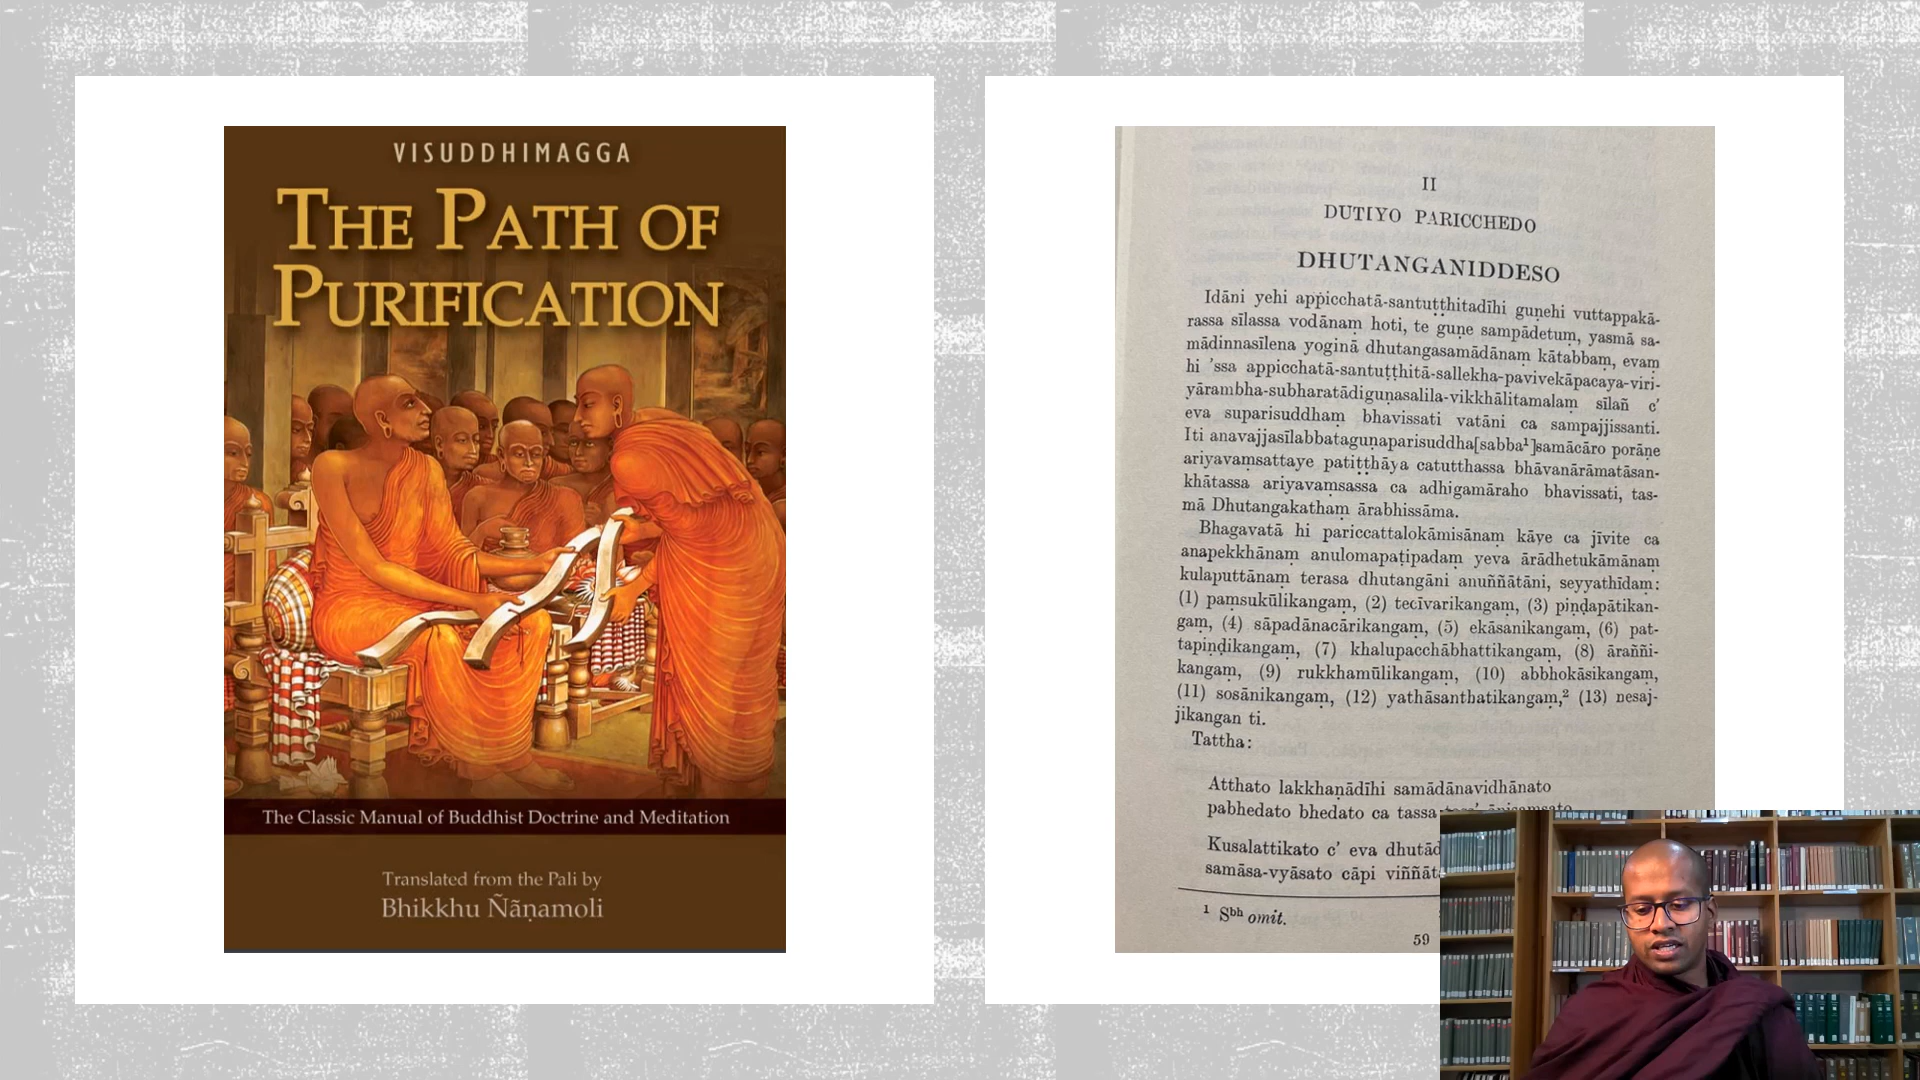 VISUDDHIMAGGA
THE PATH OF
PURIFICATION
The Classic Manual of Buddhist Doctrine and Meditation
Translated from the Pali by
Bhikkhu Ñāṇamoli
II
DUTIYO PARICCHEDO
DHUTANGANIDDESO
Idāni yehi appicchatā-santuṭṭhitadīhi guṇehi vuttappakā-
rassa sīlassa vodānaṃ hoti, te guṇe sampādetuṃ, yasmā sa-
mādinnasīlena yoginā dhutangasamādānaṃ kātabbaṃ, evaṃ
hi 'ssa appicchatā-santuṭṭhitā-sallekha-pavivekāpacaya-viri-
yārambha-subharatādiguṇasalila-vikkhālitamalaṃ sīlañ c'
eva suparisuddhaṃ bhavissati vatāni ca sampajjissanti.
Iti anavajjasīlabbataguṇaparisuddha[sabba¹]samācāro porāṇe
ariyavaṃsattaye patiṭṭhāya catutthassa bhāvanārāmatāsan-
khātassa ariyavaṃsassa ca adhigamāraho bhavissati, tas-
mā Dhutangakathaṃ ārabhissāma.
Bhagavatā hi pariccattalokāmisānaṃ kāye ca jīvite ca
anapekkhānaṃ anulomapaṭipadaṃ yeva ārādhetukāmānaṃ
kulaputtānaṃ terasa dhutangāni anuññātāni, seyyathīdaṃ:
(1) paṃsukūlikangaṃ, (2) tecīvarikangaṃ, (3) piṇḍapātikan-
gaṃ, (4) sāpadānacārikangaṃ, (5) ekāsanikangaṃ, (6) pat-
tapiṇḍikangaṃ, (7) khalupacchābhattikangaṃ, (8) āraññi-
kangaṃ, (9) rukkhamūlikangaṃ, (10) abbhokāsikangaṃ,
(11) sosānikangaṃ, (12) yathāsanthatikangaṃ,² (13) nesaj-
jikangan ti.
Tattha:
Atthato lakkhaṇādīhi samādānavidhānato
pabhedato bhedato ca tassa
Kusalattikato c' eva dhutād
samāsa-vyāsato cāpi viññāt
¹ Sbh omit.
59